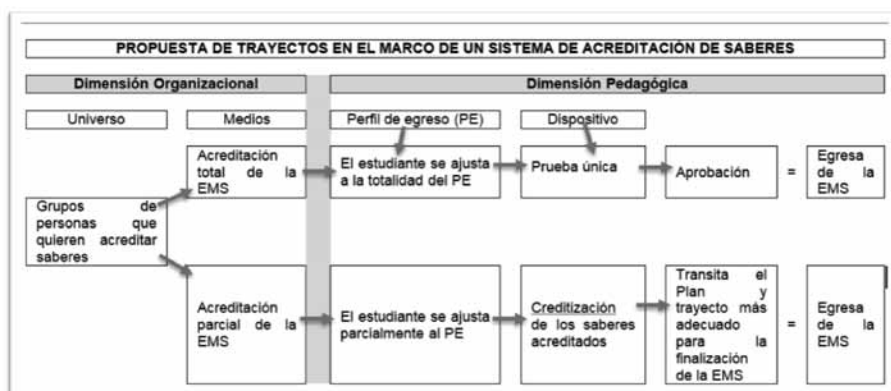 PROPUESTA DE TRAYECTOS EN EL MARCO DE UN SISTEMA DE ACREDITACIÓN DE SABERES
Dimensión Organizacional
Dimensión Pedagógica
Universo
Medios
Perfil de egreso (PE)
Dispositivo
Grupos de
personas que
quieren acreditar
saberes
Acreditación
total de la
EMS
El estudiante se ajusta
a la totalidad del PE
Prueba única
Aprobación
=
Egresa
de la
EMS
Acreditación
parcial de la
EMS
El estudiante se ajusta
parcialmente al PE
Creditización
de los saberes
acreditados
Transita el
Plan y
trayecto más
adecuado
para la
finalización
de la EMS
=
Egresa
de la
EMS